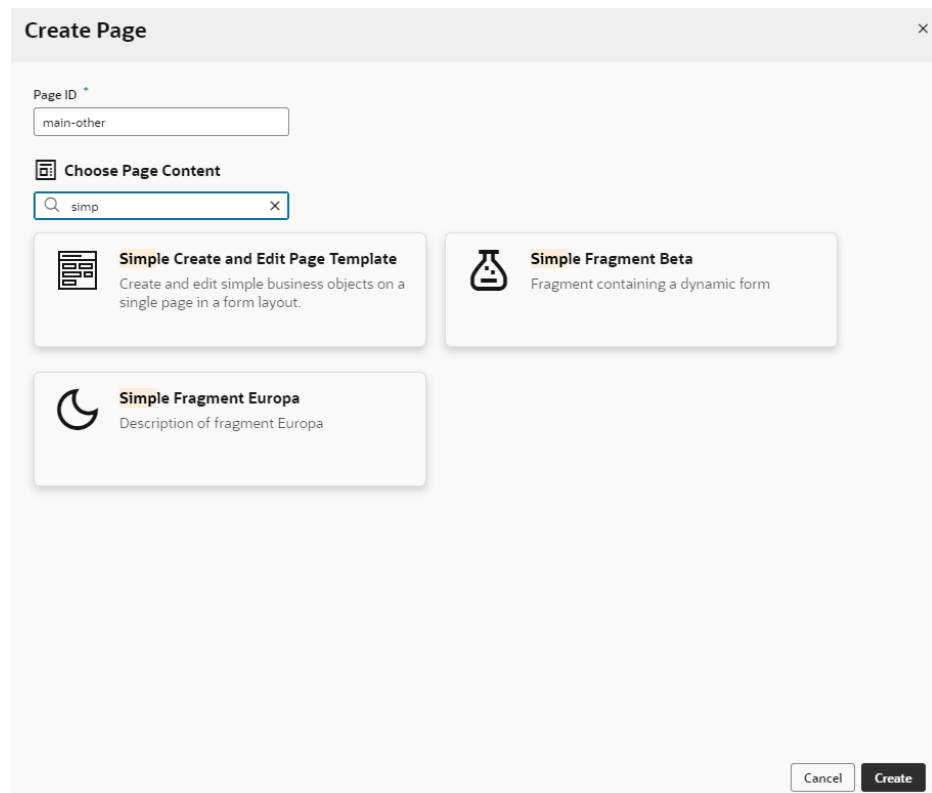 Create Page
Page ID *
main-other
Choose Page Content
simp
Simple Create and Edit Page Template
Create and edit simple business objects on a
single page in a form layout.
Simple Fragment Beta
Fragment containing a dynamic form
Simple Fragment Europa
Description of fragment Europa
Cancel
Create